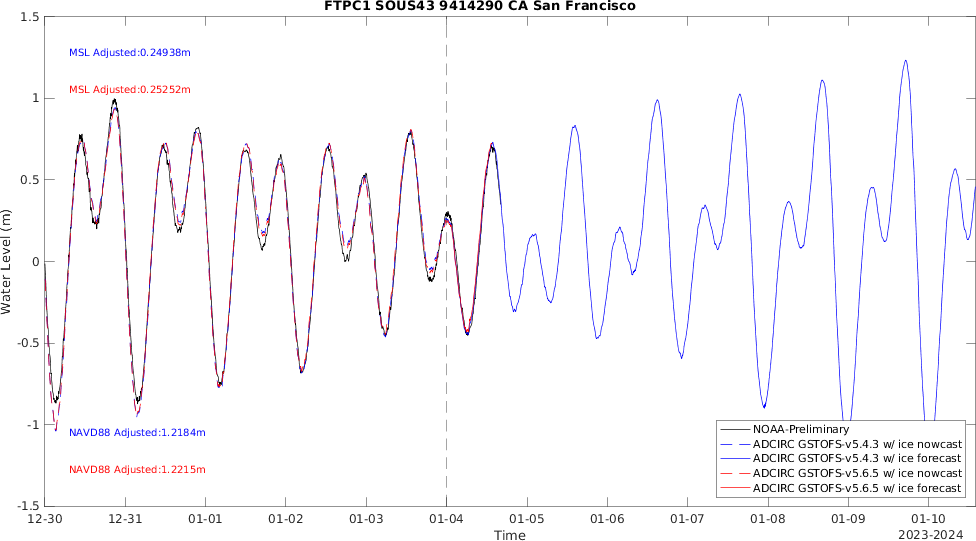 FTPC1 SOUS43 9414290 CA San Francisco
1.5
1
0.5
0
-0.5
-1
-1.5
Water Level (m)
MSL Adjusted:0.24938m
MSL Adjusted:0.25252m
NAVD88 Adjusted:1.2184m
NAVD88 Adjusted:1.2215m
NOAA-Preliminary
ADCIRC GSTOFS-v5.4.3 w/ ice nowcast
ADCIRC GSTOFS-v5.4.3 w/ ice forecast
ADCIRC GSTOFS-v5.6.5 w/ ice nowcast
ADCIRC GSTOFS-v5.6.5 w/ ice forecast
12-30 12-31 01-01 01-02 01-03 01-04 01-05 01-06 01-07 01-08 01-09 01-10
2023-2024
Time